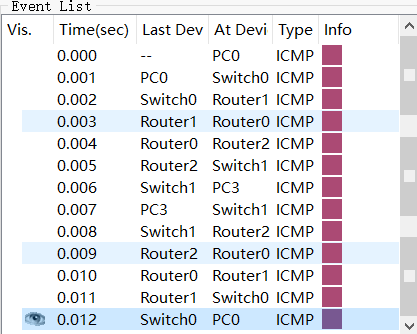 Event List
Vis. Time(sec) Last Dev At Devi Type Info
0.000 -- PC0 ICMP
0.001 PC0 Switch0 ICMP
0.002 Switch0 Router1 ICMP
0.003 Router1 Router0 ICMP
0.004 Router0 Router2 ICMP
0.005 Router2 Switch1 ICMP
0.006 Switch1 PC3 ICMP
0.007 PC3 Switch1 ICMP
0.008 Switch1 Router2 ICMP
0.009 Router2 Router0 ICMP
0.010 Router0 Router1 ICMP
0.011 Router1 Switch0 ICMP
0.012 Switch0 PC0 ICMP